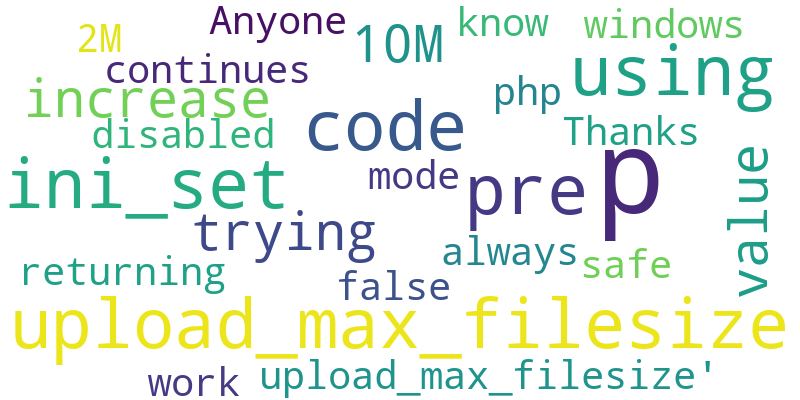 Anyone
know
windows
2M
10M
continues
using
increase
php
code
disabled
Thanks
ini_set
mode
pre
p
value
trying
always
safe
returning
false
upload_max_filesize
work
upload_max_filesize'